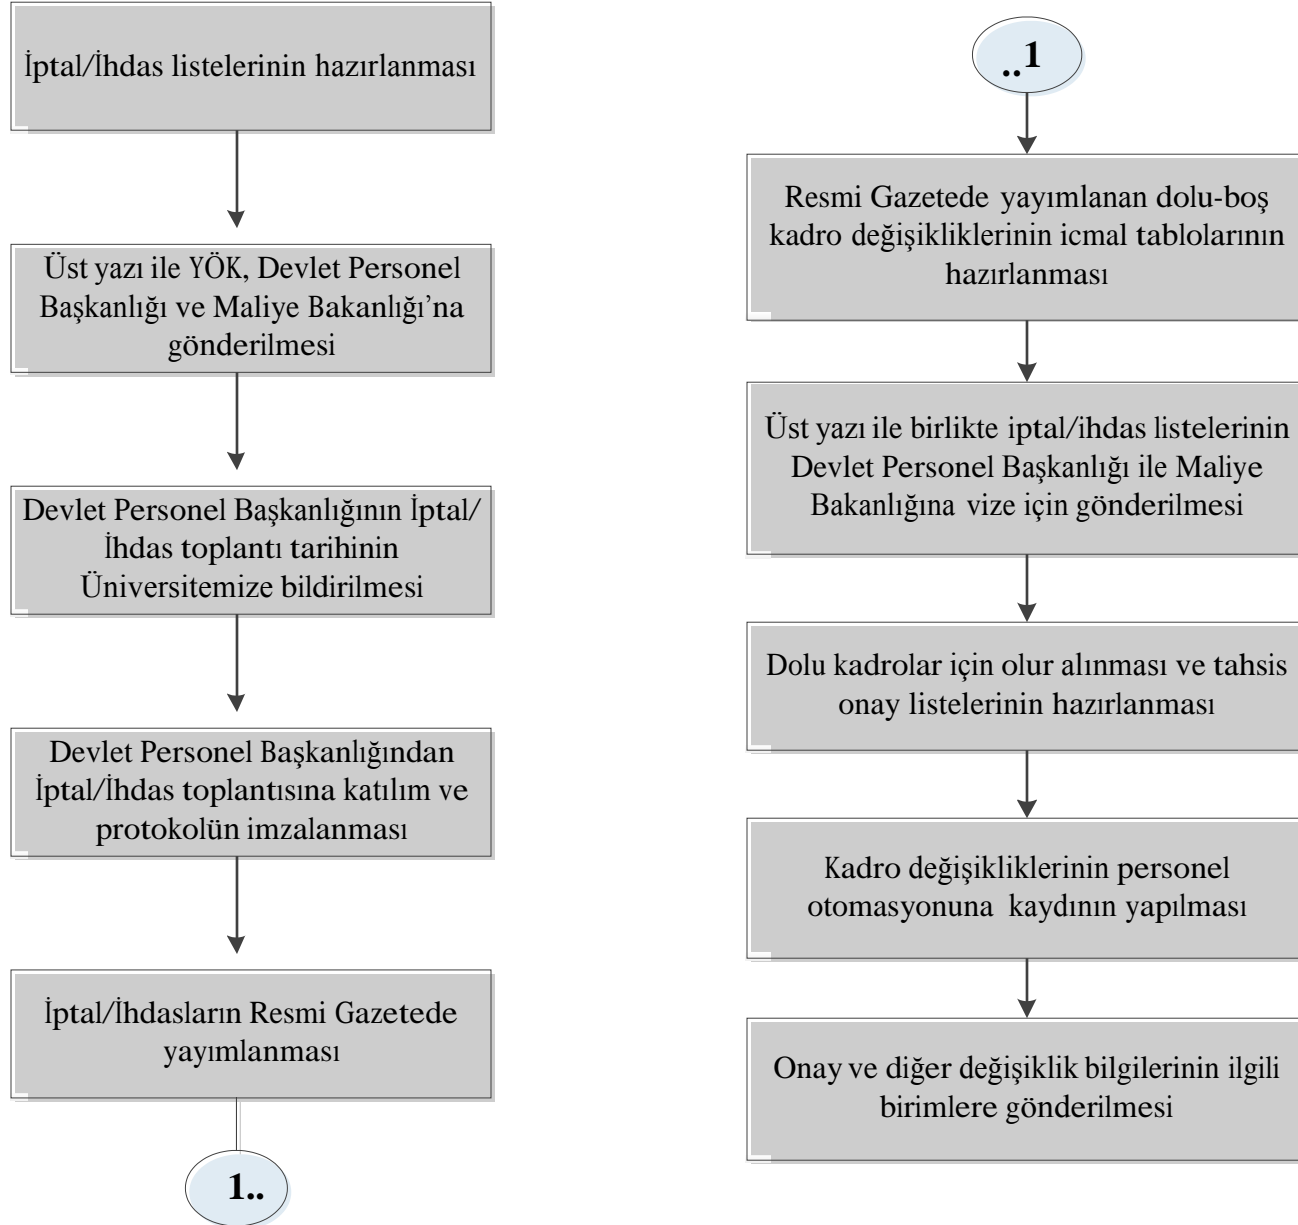 İptal/İhdas listelerinin hazırlanması
Üst yazı ile YÖK, Devlet Personel
Başkanlığı ve Maliye Bakanlığı’na
gönderilmesi
Devlet Personel Başkanlığının İptal/
İhdas toplantı tarihinin
Üniversitemize bildirilmesi
Devlet Personel Başkanlığından
İptal/İhdas toplantısına katılım ve
protokolün imzalanması
İptal/İhdasların Resmi Gazetede
yayımlanması
1..
..1
Resmi Gazetede yayımlanan dolu-boş
kadro değişikliklerinin icmal tablolarının
hazırlanması
Üst yazı ile birlikte iptal/ihdas listelerinin
Devlet Personel Başkanlığı ile Maliye
Bakanlığına vize için gönderilmesi
Dolu kadrolar için olur alınması ve tahsis
onay listelerinin hazırlanması
Kadro değişikliklerinin personel
otomasyonuna kaydının yapılması
Onay ve diğer değişiklik bilgilerinin ilgili
birimlere gönderilmesi